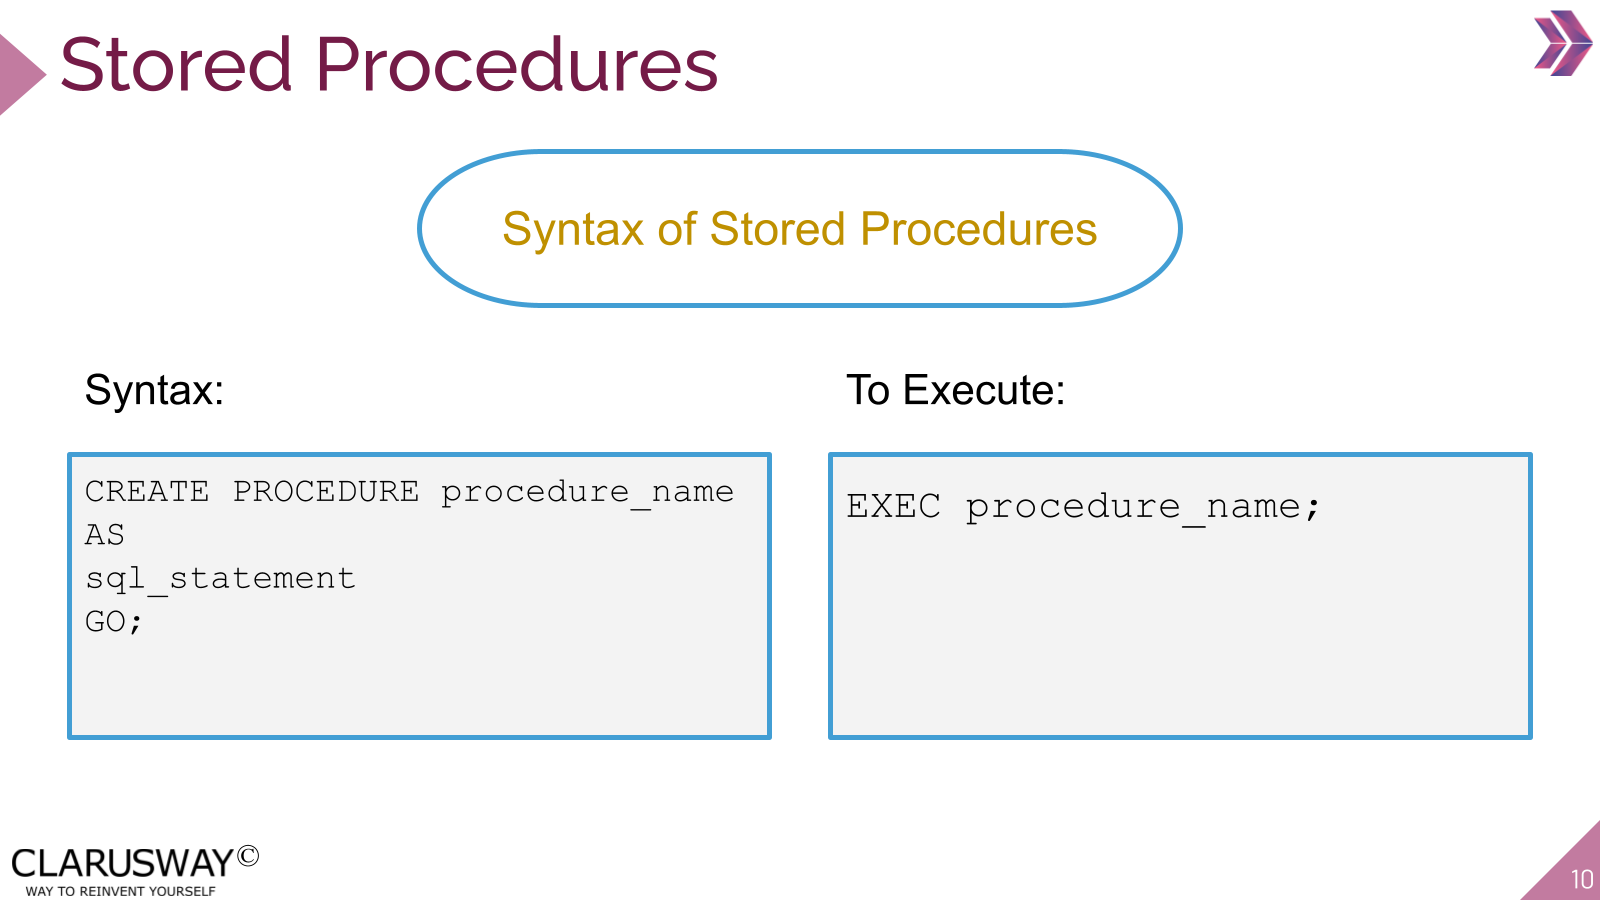 Stored Procedures
Syntax of Stored Procedures
Syntax:
CREATE PROCEDURE procedure_name
AS
sql_statement
GO;
To Execute:
EXEC procedure_name;
CLARUSWAY©
WAY TO REINVENT YOURSELF
10